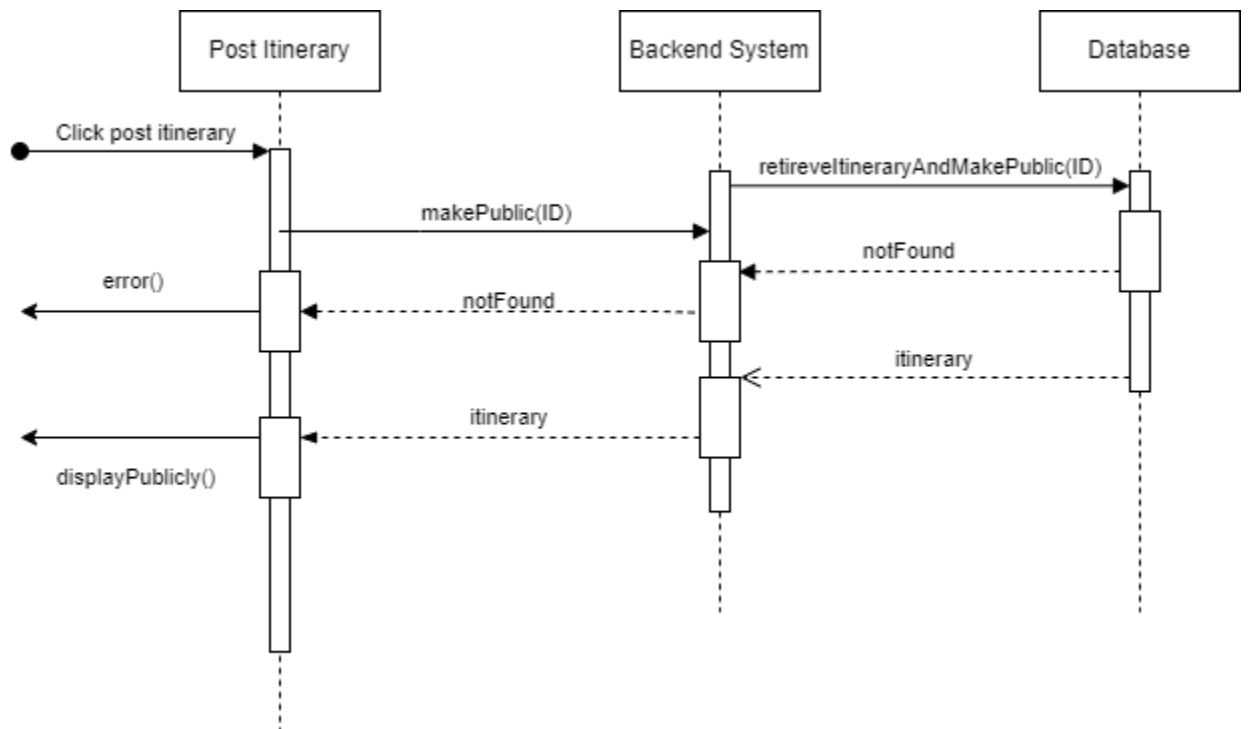 Post Itinerary
Backend System
Database
Click post itinerary
retireveItineraryAndMakePublic(ID)
makePublic(ID)
notFound
error()
notFound
itinerary
itinerary
displayPublicly()